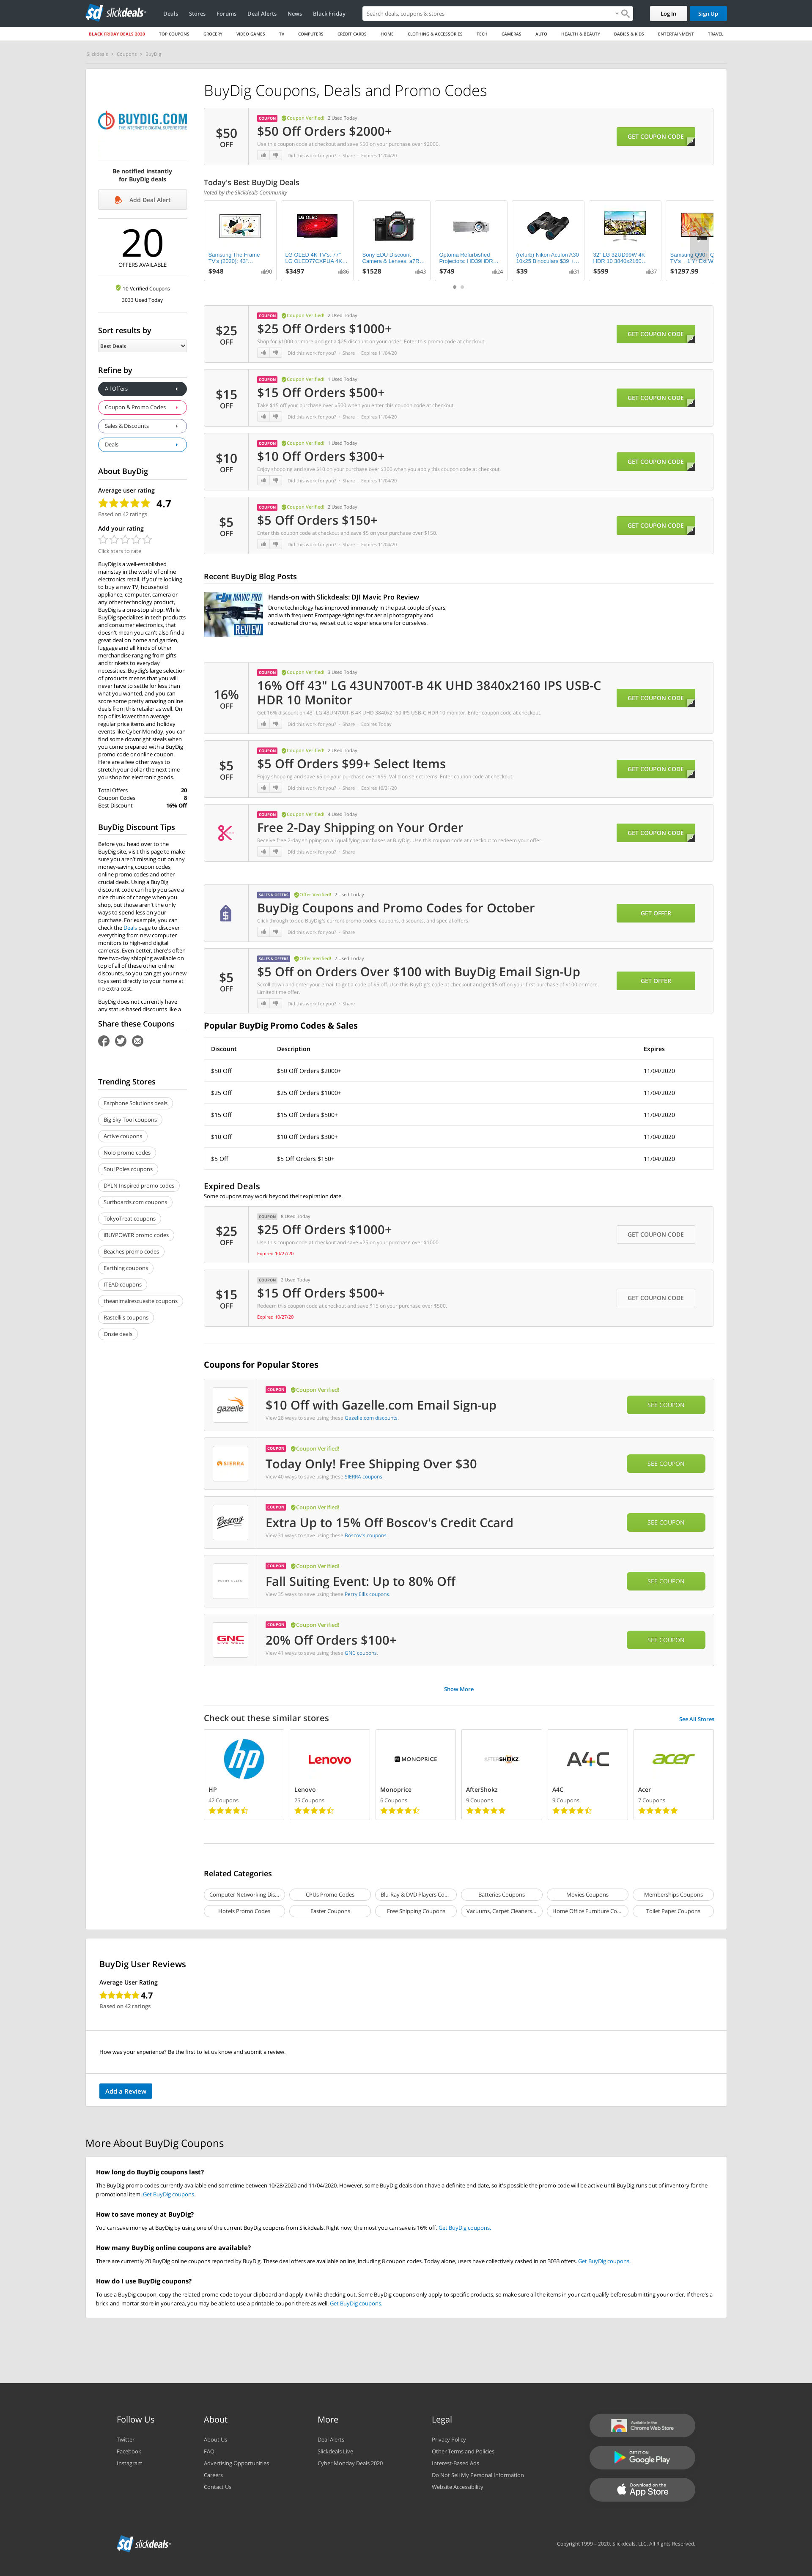 slickdeals
Deals Stores Forums Deal Alerts News Black Friday
Search deals, coupons & stores
Log In Sign Up
BLACK FRIDAY DEALS 2020 TOP COUPONS GROCERY VIDEO GAMES TV COMPUTERS CREDIT CARDS HOME CLOTHING & ACCESSORIES TECH CAMERAS AUTO HEALTH & BEAUTY BABIES & KIDS ENTERTAINMENT TRAVEL
Slickdeals > Coupons > BuyDig
BUYDIG.COM
THE INTERNET'S DIGITAL SUPERSTORE
Be notified instantly
for BuyDig deals
Add Deal Alert
20
OFFERS AVAILABLE
10 Verified Coupons
3033 Used Today
Sort results by
Best Deals
Refine by
All Offers
Coupon & Promo Codes
Sales & Discounts
Deals
About BuyDig
Average user rating
4.7
Based on 42 ratings
Add your rating
Click stars to rate
BuyDig is a well-established
mainstay in the world of online
electronics retail. If you're looking
to buy a new TV, household
appliance, computer, camera or
any other technology product,
BuyDig is a one-stop shop. While
BuyDig specializes in tech products
and consumer electronics, that
doesn't mean you can't also find a
great deal on home and garden,
luggage and all kinds of other
merchandise ranging from gifts
and trinkets to everyday
necessities. BuyDig's large selection
of products means that you will
never have to settle for less than
what you wanted, and you can
score some pretty amazing online
deals from this retailer as well. On
top of its lower than average
regular price items and holiday
events like Cyber Monday, you can
find some downright steals when
you come prepared with a BuyDig
promo code or online coupon.
Here are a few other ways to
stretch your dollar the next time
you shop for electronic goods.
Total Offers 20
Coupon Codes 8
Best Discount 16% Off
BuyDig Discount Tips
Before you head over to the
BuyDig site, visit this page to make
sure you aren't missing out on any
money-saving coupon codes,
online promo codes and other
crucial deals. Using a BuyDig
discount code can help you save a
nice chunk of change when you
shop, but those aren't the only
ways to spend less on your
purchase. For example, you can
check the Deals page to discover
everything from new computer
monitors to high-end digital
cameras. Even better, there's often
free two-day shipping available on
top of all of these other online
discounts, so you can get your new
toys sent directly to your home at
no extra cost.
BuyDig does not currently have
any status-based discounts like a
Share these Coupons
Trending Stores
Earphone Solutions deals
Big Sky Tool coupons
Active coupons
Nolo promo codes
Soul Poles coupons
DYLN Inspired promo codes
Surfboards.com coupons
TokyoTreat coupons
iBUYPOWER promo codes
Beaches promo codes
Earthing coupons
ITEAD coupons
theanimalrescuesite coupons
Rastelli's coupons
Onzie deals
BuyDig Coupons, Deals and Promo Codes
$50
OFF
COUPON Coupon Verified! 2 Used Today
$50 Off Orders $2000+
Use this coupon code at checkout and save $50 on your purchase over $2000.
Did this work for you? · Share · Expires 11/04/20
GET COUPON CODE
Today's Best BuyDig Deals
Voted by the Slickdeals Community
Samsung The Frame
TV's (2020): 43"...
$948 90
LG OLED 4K TV's: 77"
LG OLED77CXPUA 4K...
$3497 86
Sony EDU Discount
Camera & Lenses: a7R...
$1528 43
Optoma Refurbished
Projectors: HD39HDR...
$749 24
(refurb) Nikon Aculon A30
10x25 Binoculars $39 +...
$39 31
32" LG 32UD99W 4K
HDR 10 3840x2160...
$599 37
Samsung Q90T Q
TV's + 1 Yr Ext W
$1297.99
$25
OFF
COUPON Coupon Verified! 2 Used Today
$25 Off Orders $1000+
Shop for $1000 or more and get a $25 discount on your order. Enter this promo code at checkout.
Did this work for you? · Share · Expires 11/04/20
GET COUPON CODE
$15
OFF
COUPON Coupon Verified! 1 Used Today
$15 Off Orders $500+
Take $15 off your purchase over $500 when you enter this coupon code at checkout.
Did this work for you? · Share · Expires 11/04/20
GET COUPON CODE
$10
OFF
COUPON Coupon Verified! 1 Used Today
$10 Off Orders $300+
Enjoy shopping and save $10 on your purchase over $300 when you apply this coupon code at checkout.
Did this work for you? · Share · Expires 11/04/20
GET COUPON CODE
$5
OFF
COUPON Coupon Verified! 2 Used Today
$5 Off Orders $150+
Enter this coupon code at checkout and save $5 on your purchase over $150.
Did this work for you? · Share · Expires 11/04/20
GET COUPON CODE
Recent BuyDig Blog Posts
DJI MAVIC PRO
REVIEW
Hands-on with Slickdeals: DJI Mavic Pro Review
Drone technology has improved immensely in the past couple of years,
and with frequent Frontpage sightings for aerial photography and
recreational drones, we set out to experience one for ourselves.
16%
OFF
COUPON Coupon Verified! 3 Used Today
16% Off 43" LG 43UN700T-B 4K UHD 3840x2160 IPS USB-C
HDR 10 Monitor
Get 16% discount on 43" LG 43UN700T-B 4K UHD 3840x2160 IPS USB-C HDR 10 monitor. Enter coupon code at checkout.
Did this work for you? · Share · Expires Today
GET COUPON CODE
$5
OFF
COUPON Coupon Verified! 2 Used Today
$5 Off Orders $99+ Select Items
Enjoy shopping and save $5 on your purchase over $99. Valid on select items. Enter coupon code at checkout.
Did this work for you? · Share · Expires 10/31/20
GET COUPON CODE
COUPON Coupon Verified! 4 Used Today
Free 2-Day Shipping on Your Order
Receive free 2-day shipping on all qualifying purchases at BuyDig. Use this coupon code at checkout to redeem your offer.
Did this work for you? · Share
GET COUPON CODE
SALES & OFFERS Offer Verified! 2 Used Today
BuyDig Coupons and Promo Codes for October
Click through to see BuyDig's current promo codes, coupons, discounts, and special offers.
Did this work for you? · Share
GET OFFER
$5
OFF
SALES & OFFERS Offer Verified! 2 Used Today
$5 Off on Orders Over $100 with BuyDig Email Sign-Up
Scroll down and enter your email to get a code of $5 off. Use this BuyDig's code at checkout and get $5 off on your first purchase of $100 or more.
Limited time offer.
Did this work for you? · Share
GET OFFER
Popular BuyDig Promo Codes & Sales
Discount Description Expires
$50 Off $50 Off Orders $2000+ 11/04/2020
$25 Off $25 Off Orders $1000+ 11/04/2020
$15 Off $15 Off Orders $500+ 11/04/2020
$10 Off $10 Off Orders $300+ 11/04/2020
$5 Off $5 Off Orders $150+ 11/04/2020
Expired Deals
Some coupons may work beyond their expiration date.
$25
OFF
COUPON 8 Used Today
$25 Off Orders $1000+
Use this coupon code at checkout and save $25 on your purchase over $1000.
Expired 10/27/20
GET COUPON CODE
$15
OFF
COUPON 2 Used Today
$15 Off Orders $500+
Redeem this coupon code at checkout and save $15 on your purchase over $500.
Expired 10/27/20
GET COUPON CODE
Coupons for Popular Stores
gazelle
COUPON Coupon Verified!
$10 Off with Gazelle.com Email Sign-up
View 28 ways to save using these Gazelle.com discounts.
SEE COUPON
SIERRA
COUPON Coupon Verified!
Today Only! Free Shipping Over $30
View 40 ways to save using these SIERRA coupons.
SEE COUPON
Boscov's
COUPON Coupon Verified!
Extra Up to 15% Off Boscov's Credit Ccard
View 31 ways to save using these Boscov's coupons.
SEE COUPON
PERRY ELLIS
COUPON Coupon Verified!
Fall Suiting Event: Up to 80% Off
View 35 ways to save using these Perry Ellis coupons.
SEE COUPON
GNC
LIVE WELL
COUPON Coupon Verified!
20% Off Orders $100+
View 41 ways to save using these GNC coupons.
SEE COUPON
Show More
Check out these similar stores
See All Stores
hp
HP
42 Coupons
Lenovo
Lenovo
25 Coupons
MONOPRICE
Monoprice
6 Coupons
AFTERSHOKZ
AfterShokz
9 Coupons
A4C
A4C
9 Coupons
acer
Acer
7 Coupons
Related Categories
Computer Networking Dis... CPUs Promo Codes Blu-Ray & DVD Players Co... Batteries Coupons Movies Coupons Memberships Coupons
Hotels Promo Codes Easter Coupons Free Shipping Coupons Vacuums, Carpet Cleaners... Home Office Furniture Co... Toilet Paper Coupons
BuyDig User Reviews
Average User Rating
4.7
Based on 42 ratings
How was your experience? Be the first to let us know and submit a review.
Add a Review
More About BuyDig Coupons
How long do BuyDig coupons last?
The BuyDig promo codes currently available end sometime between 10/28/2020 and 11/04/2020. However, some BuyDig deals don't have a definite end date, so it's possible the promo code will be active until BuyDig runs out of inventory for the
promotional item. Get BuyDig coupons.
How to save money at BuyDig?
You can save money at BuyDig by using one of the current BuyDig coupons from Slickdeals. Right now, the most you can save is 16% off. Get BuyDig coupons.
How many BuyDig online coupons are available?
There are currently 20 BuyDig online coupons reported by BuyDig. These deal offers are available online, including 8 coupon codes. Today alone, users have collectively cashed in on 3033 offers. Get BuyDig coupons.
How do I use BuyDig coupons?
To use a BuyDig coupon, copy the related promo code to your clipboard and apply it while checking out. Some BuyDig coupons only apply to specific products, so make sure all the items in your cart qualify before submitting your order. If there's a
brick-and-mortar store in your area, you may be able to use a printable coupon there as well. Get BuyDig coupons.
Follow Us
Twitter
Facebook
Instagram
About
About Us
FAQ
Advertising Opportunities
Careers
Contact Us
More
Deal Alerts
Slickdeals Live
Cyber Monday Deals 2020
Legal
Privacy Policy
Other Terms and Policies
Interest-Based Ads
Do Not Sell My Personal Information
Website Accessibility
Available in the
Chrome Web Store
GET IT ON
Google Play
Download on the
App Store
slickdeals
Copyright 1999 – 2020. Slickdeals, LLC. All Rights Reserved.